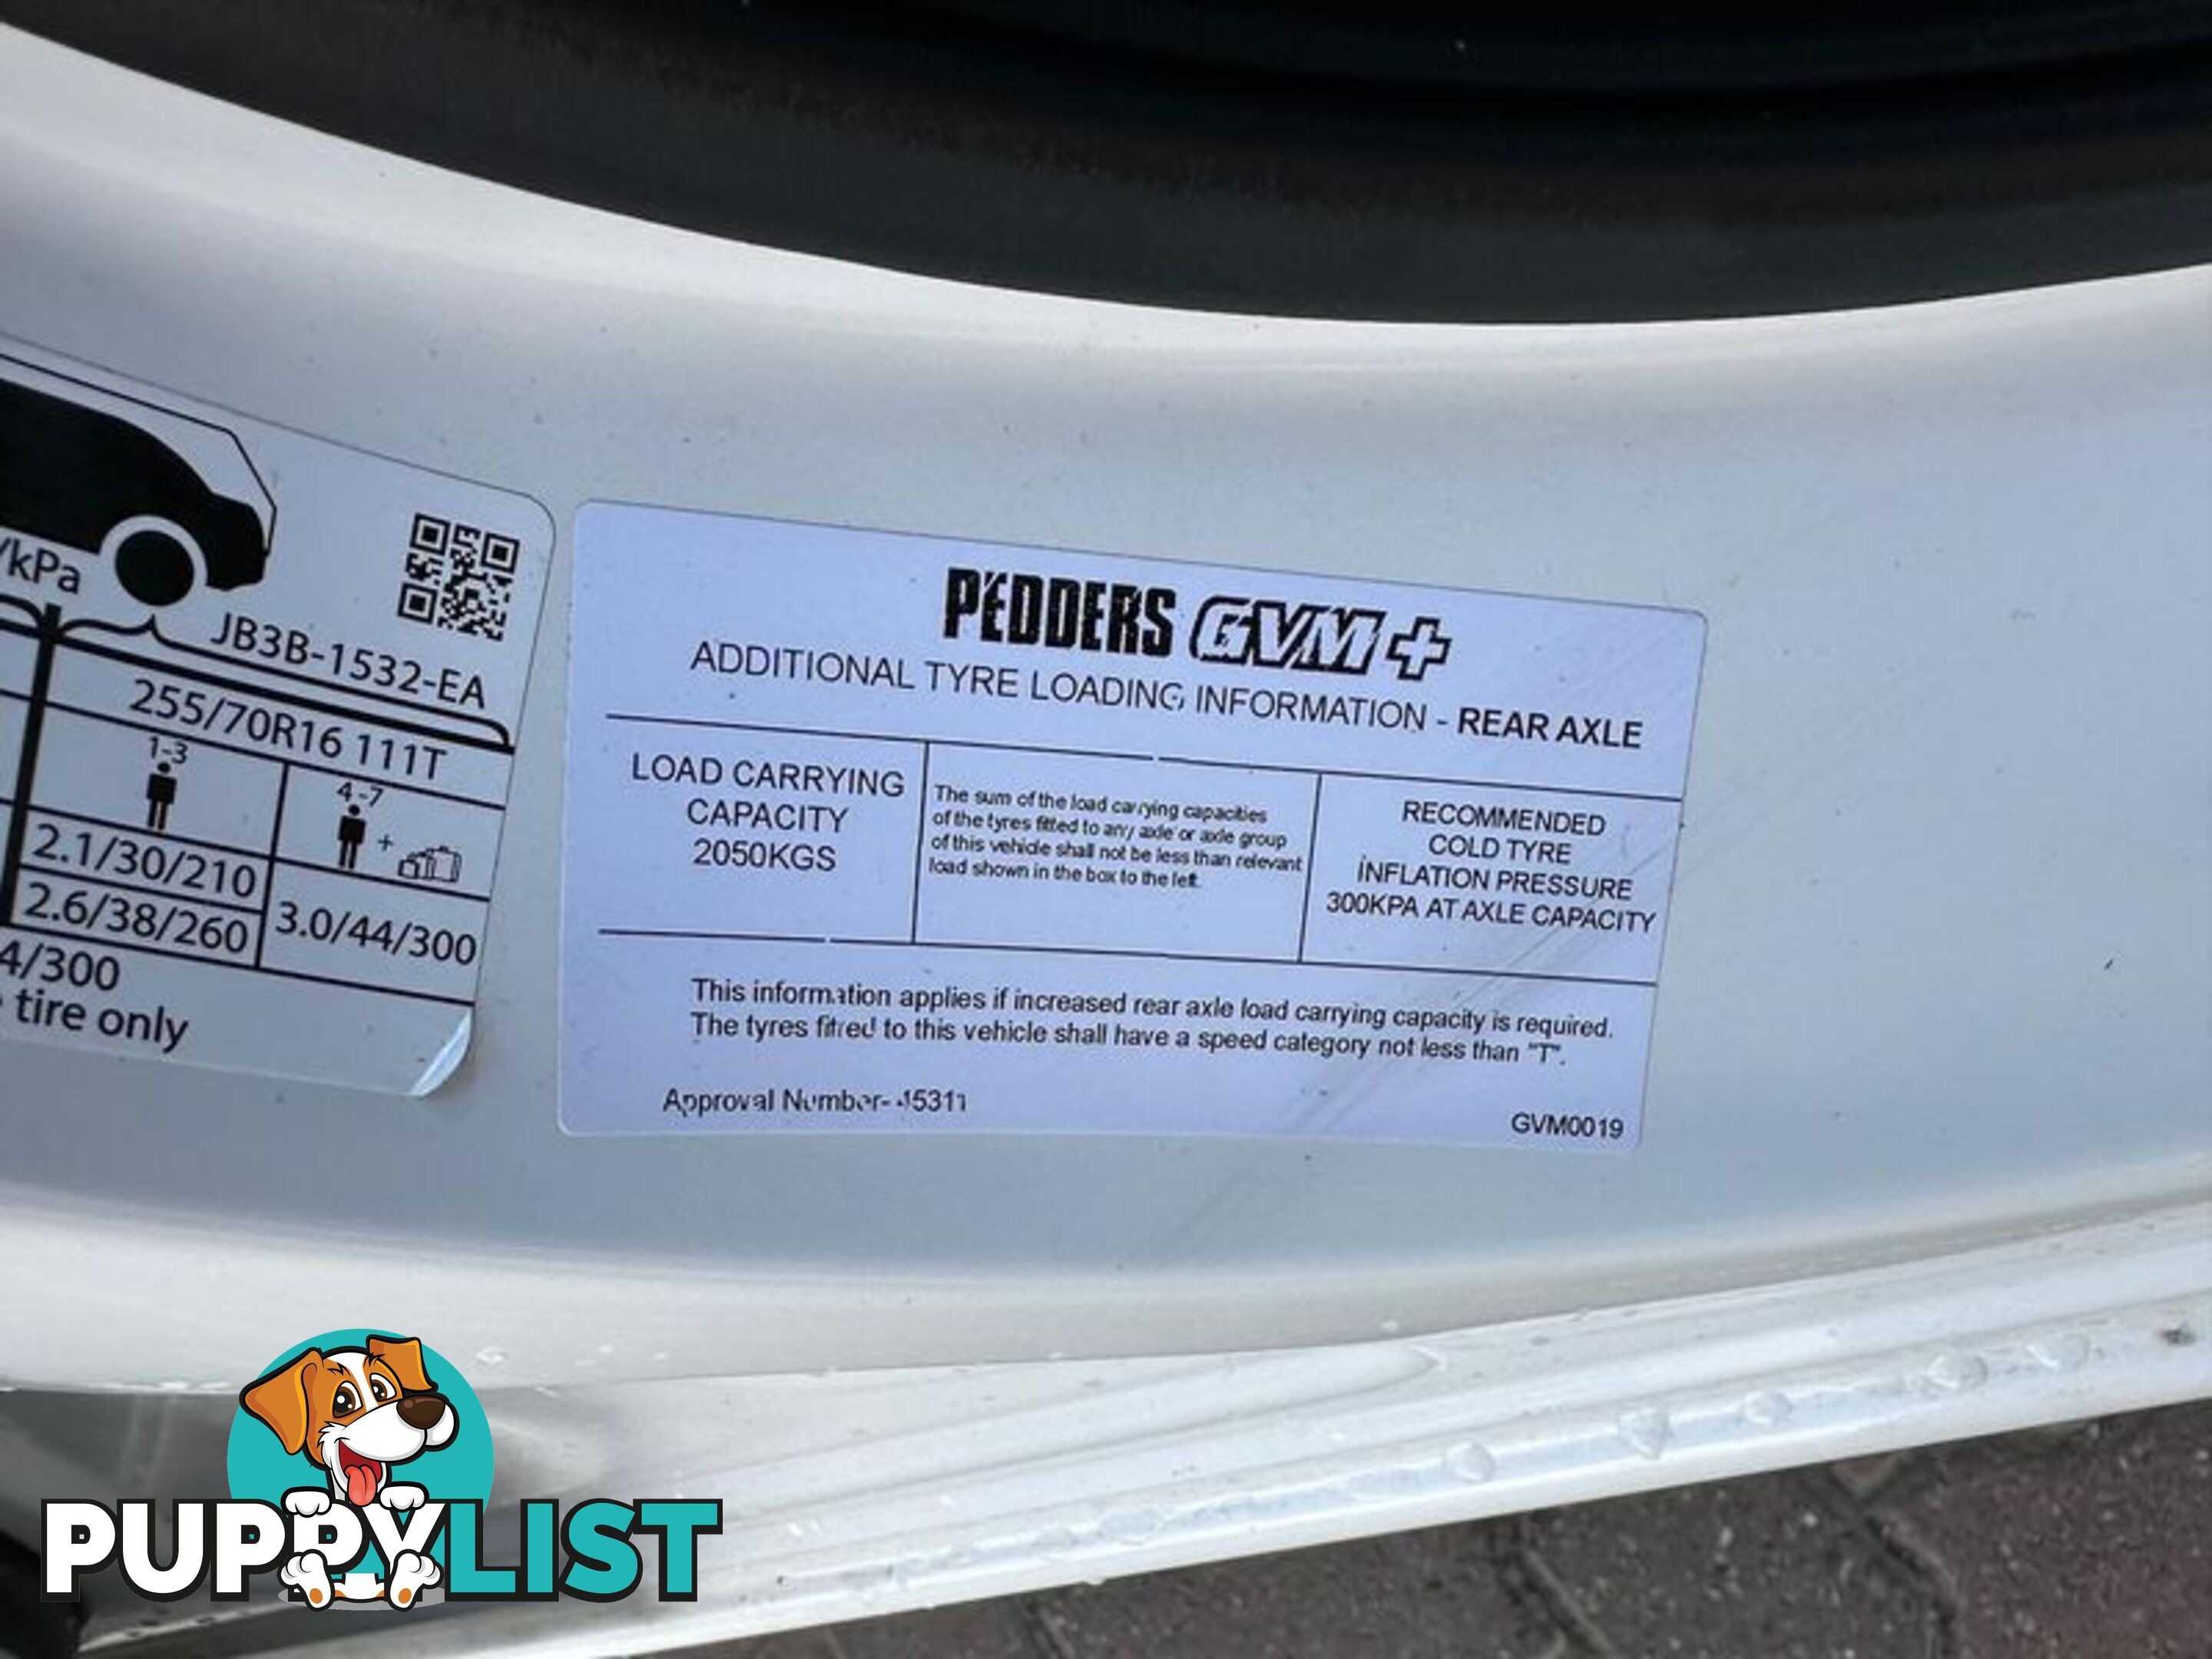 /kPa
JB3B-1532-EA
255/70R16 111T
1-3
4-7
+
2.1/30/210
2.6/38/260
3.0/44/300
4/300
tire only
PEDDERS GVM+
ADDITIONAL TYRE LOADING INFORMATION - REAR AXLE
LOAD CARRYING
CAPACITY
2050KGS
The sum of the load carrying capacities
of the tyres fitted to any axle or axle group
of this vehicle shall not be less than relevant
load shown in the box to the left.
RECOMMENDED
COLD TYRE
INFLATION PRESSURE
300KPA AT AXLE CAPACITY
This information applies if increased rear axle load carrying capacity is required.
The tyres fitted to this vehicle shall have a speed category not less than "T".
Approval Number- 45311
GVM0019
PUPPYLIST